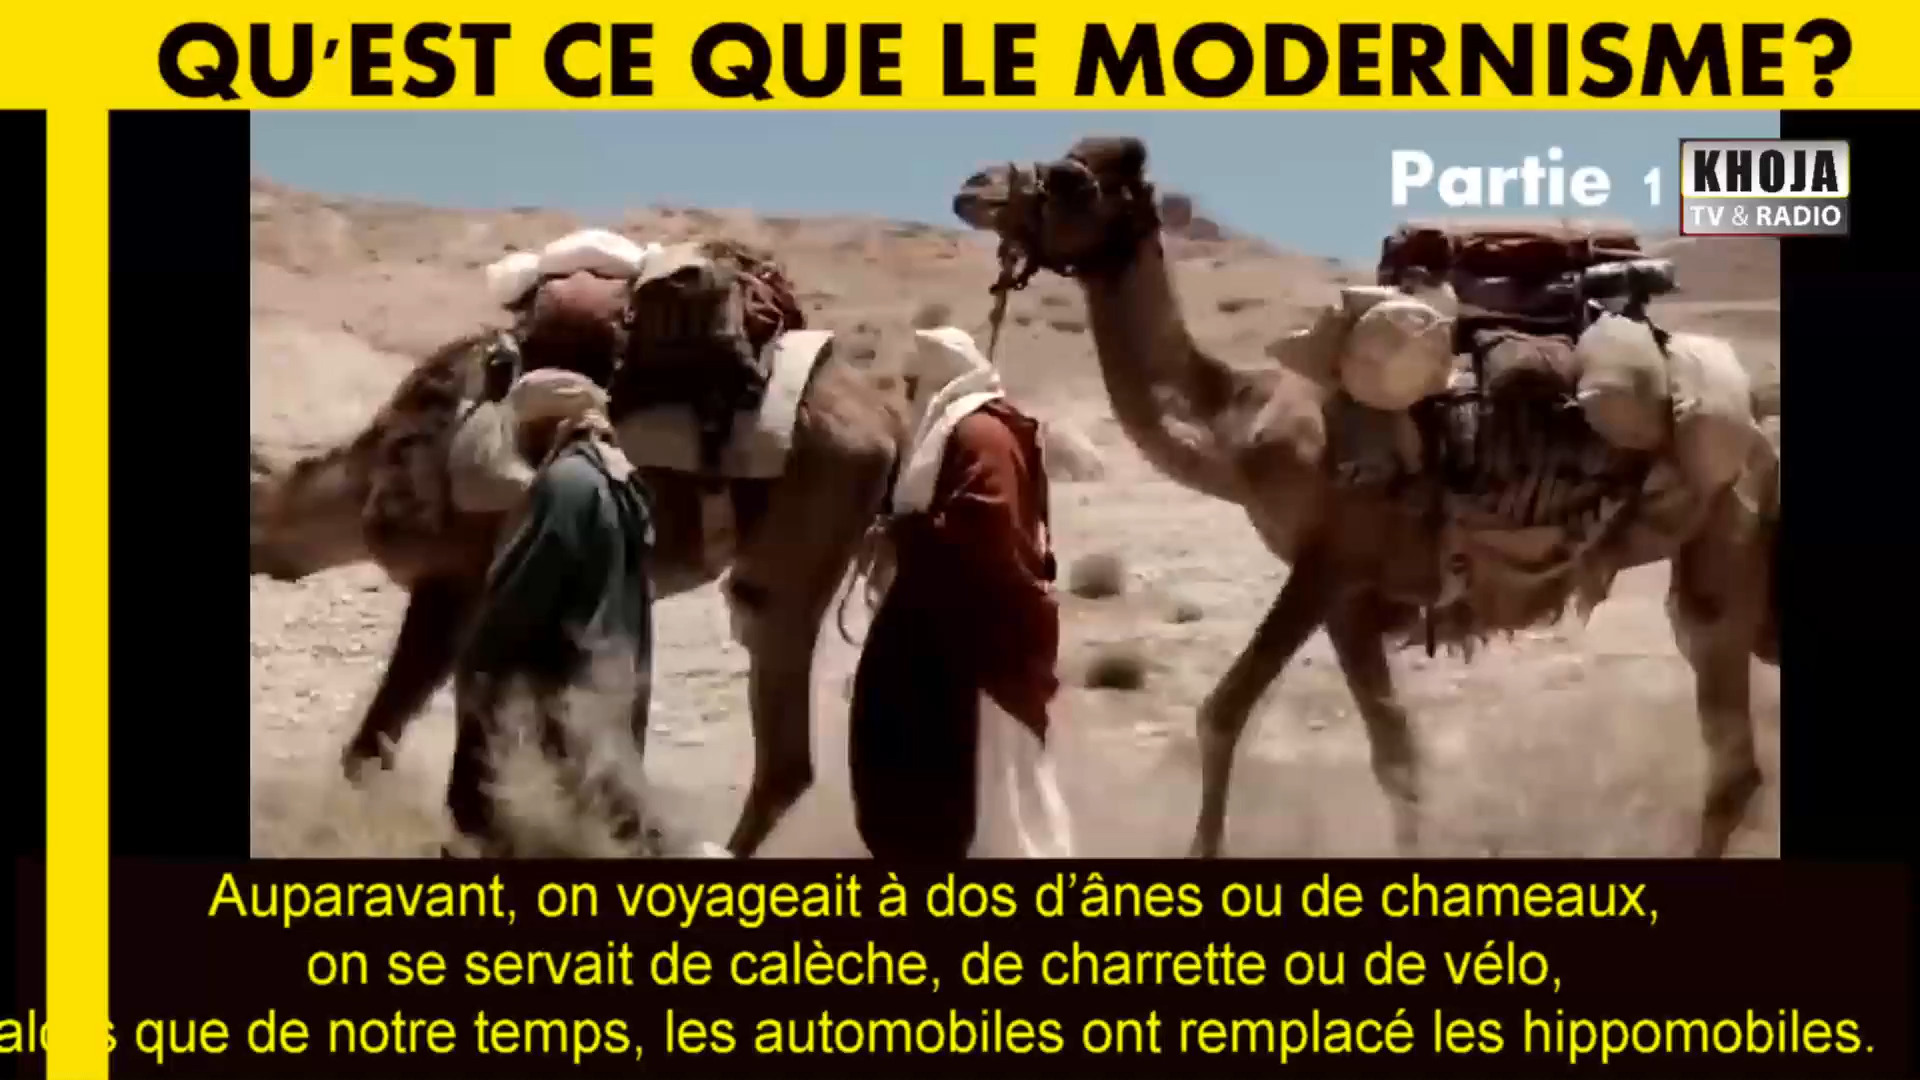 QU’EST CE QUE LE MODERNISME?
Partie 1
KHOJA
TV & RADIO
Auparavant, on voyageait à dos d’ânes ou de chameaux,
on se servait de calèche, de charrette ou de vélo,
que de notre temps, les automobiles ont remplacé les hippomobiles.